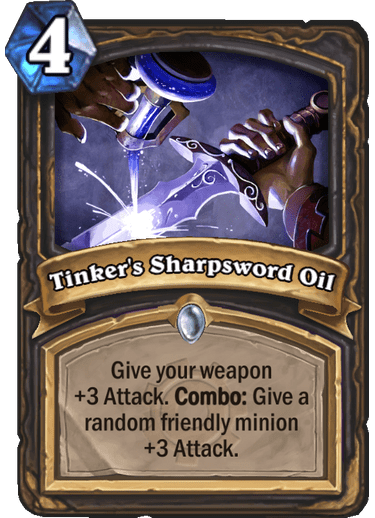 4
Tinker's Sharpsword Oil
Give your weapon
+3 Attack. Combo: Give a
random friendly minion
+3 Attack.